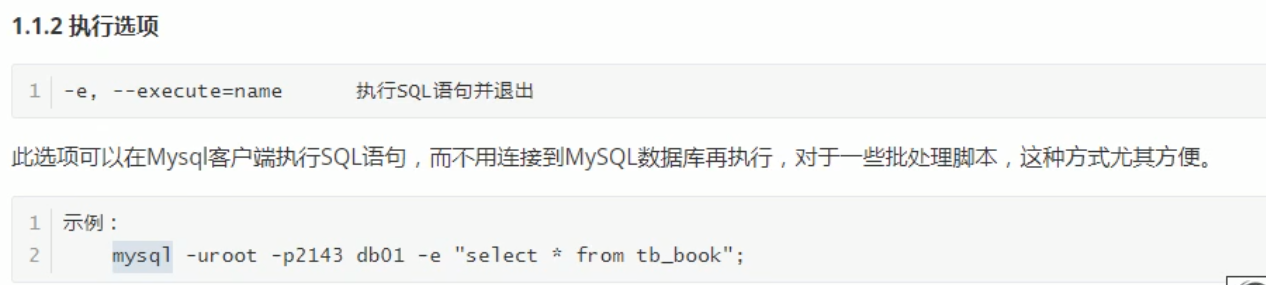 1.1.2 执行选项
1 -e, --execute=name 执行SQL语句并退出
此选项可以在Mysql客户端执行SQL语句，而不用连接到MySQL数据库再执行，对于一些批处理脚本，这种方式尤其方便。
1 示例：
2 mysql -uroot -p2143 db01 -e "select * from tb_book";